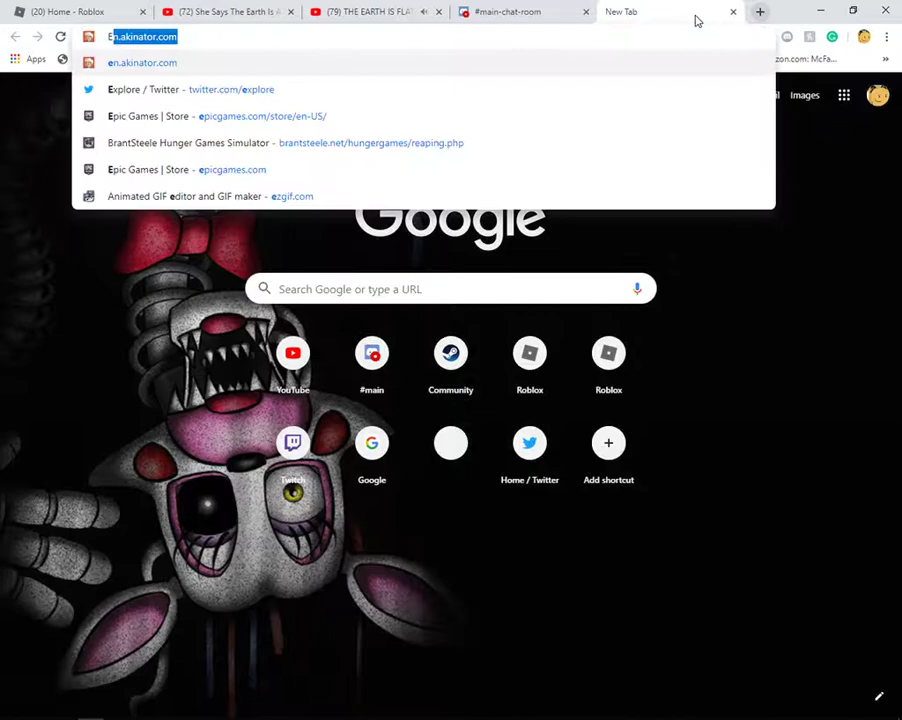 (20) Home - Roblox
(72) She Says The Earth Is
(79) THE EARTH IS FLA
#main-chat-room
New Tab
En.akinator.com
Apps
zon.com: McFa...
en.akinator.com
Explore / Twitter - twitter.com/explore
Epic Games | Store - epicgames.com/store/en-US/
BrantSteele Hunger Games Simulator - brantsteele.net/hungergames/reaping.php
Epic Games | Store - epicgames.com
Animated GIF editor and GIF maker - ezgif.com
Images
Google
Search Google or type a URL
YouTube
#main
Community
Roblox
Roblox
Twitch
Google
Home / Twitter
Add shortcut